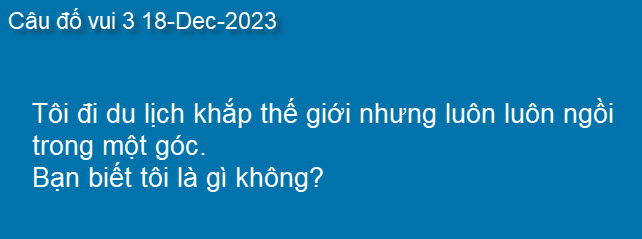 Câu đố vui 3 18-Dec-2023
Tôi đi du lịch khắp thế giới nhưng luôn luôn ngồi
trong một góc.
Bạn biết tôi là gì không?